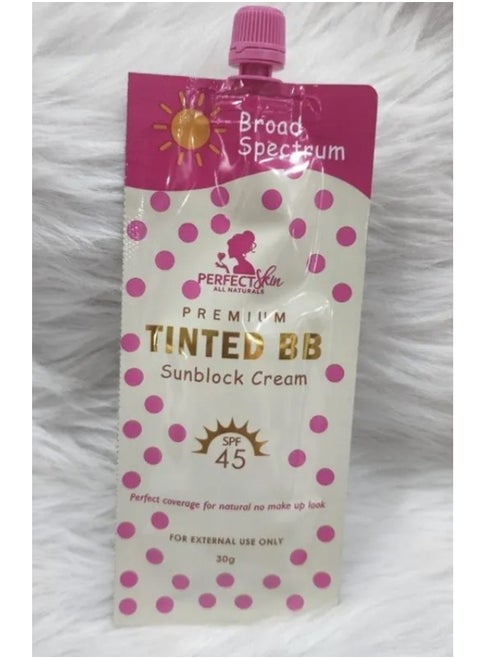 Broad
Spectrum
PERFECT Skin
ALL NATURALS
PREMIUM
TINTED BB
Sunblock Cream
SPF
45
Perfect coverage for natural no make up look
FOR EXTERNAL USE ONLY
30g